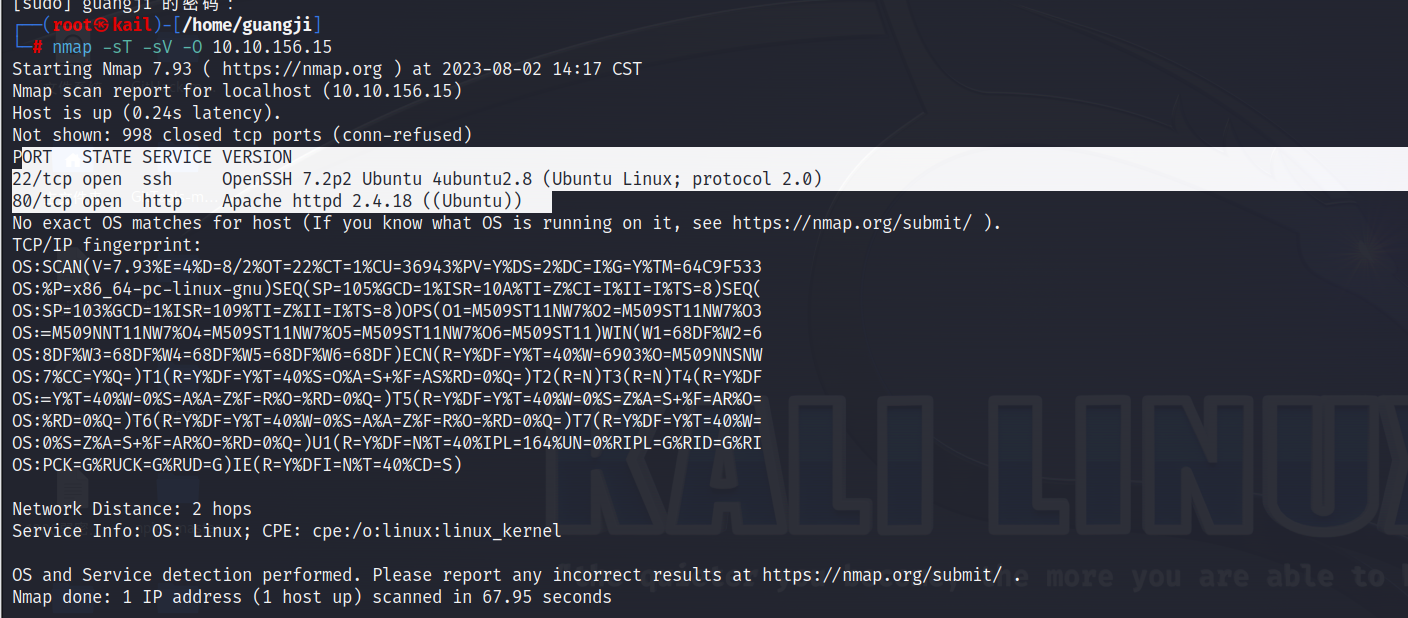 [sudo] guangji 的密码：
┌──(root㉿kail)-[/home/guangji]
└─# nmap -sT -sV -O 10.10.156.15
Starting Nmap 7.93 ( https://nmap.org ) at 2023-08-02 14:17 CST
Nmap scan report for localhost (10.10.156.15)
Host is up (0.24s latency).
Not shown: 998 closed tcp ports (conn-refused)
PORT   STATE SERVICE VERSION
22/tcp open  ssh     OpenSSH 7.2p2 Ubuntu 4ubuntu2.8 (Ubuntu Linux; protocol 2.0)
80/tcp open  http    Apache httpd 2.4.18 ((Ubuntu))
No exact OS matches for host (If you know what OS is running on it, see https://nmap.org/submit/ ).
TCP/IP fingerprint:
OS:SCAN(V=7.93%E=4%D=8/2%OT=22%CT=1%CU=36943%PV=Y%DS=2%DC=I%G=Y%TM=64C9F533
OS:%P=x86_64-pc-linux-gnu)SEQ(SP=105%GCD=1%ISR=10A%TI=Z%CI=I%II=I%TS=8)SEQ(
OS:SP=103%GCD=1%ISR=109%TI=Z%II=I%TS=8)OPS(O1=M509ST11NW7%O2=M509ST11NW7%O3
OS:=M509NNT11NW7%O4=M509ST11NW7%O5=M509ST11NW7%O6=M509ST11)WIN(W1=68DF%W2=6
OS:8DF%W3=68DF%W4=68DF%W5=68DF%W6=68DF)ECN(R=Y%DF=Y%T=40%W=6903%O=M509NNSNW
OS:7%CC=Y%Q=)T1(R=Y%DF=Y%T=40%S=O%A=S+%F=AS%RD=0%Q=)T2(R=N)T3(R=N)T4(R=Y%DF
OS:=Y%T=40%W=0%S=A%A=Z%F=R%O=%RD=0%Q=)T5(R=Y%DF=Y%T=40%W=0%S=Z%A=S+%F=AR%O=
OS:%RD=0%Q=)T6(R=Y%DF=Y%T=40%W=0%S=A%A=Z%F=R%O=%RD=0%Q=)T7(R=Y%DF=Y%T=40%W=
OS:0%S=Z%A=S+%F=AR%O=%RD=0%Q=)U1(R=Y%DF=N%T=40%IPL=164%UN=0%RIPL=G%RID=G%RI
OS:PCK=G%RUCK=G%RUD=G)IE(R=Y%DFI=N%T=40%CD=S)
Network Distance: 2 hops
Service Info: OS: Linux; CPE: cpe:/o:linux:linux_kernel
OS and Service detection performed. Please report any incorrect results at https://nmap.org/submit/ .
Nmap done: 1 IP address (1 host up) scanned in 67.95 seconds
KALI LINUX
more you are able to